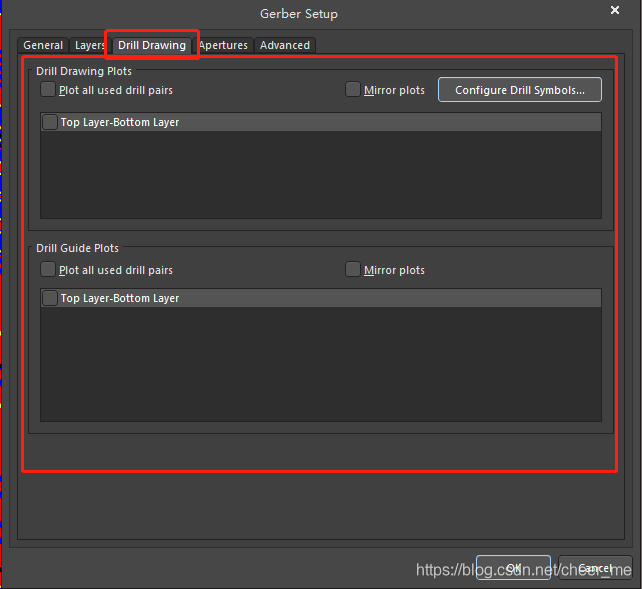 Gerber Setup
General Layers Drill Drawing Apertures Advanced
Drill Drawing Plots
Plot all used drill pairs Mirror plots Configure Drill Symbols...
Top Layer-Bottom Layer
Drill Guide Plots
Plot all used drill pairs Mirror plots
Top Layer-Bottom Layer
OK Cancel
https://blog.csdn.net/cheer_me